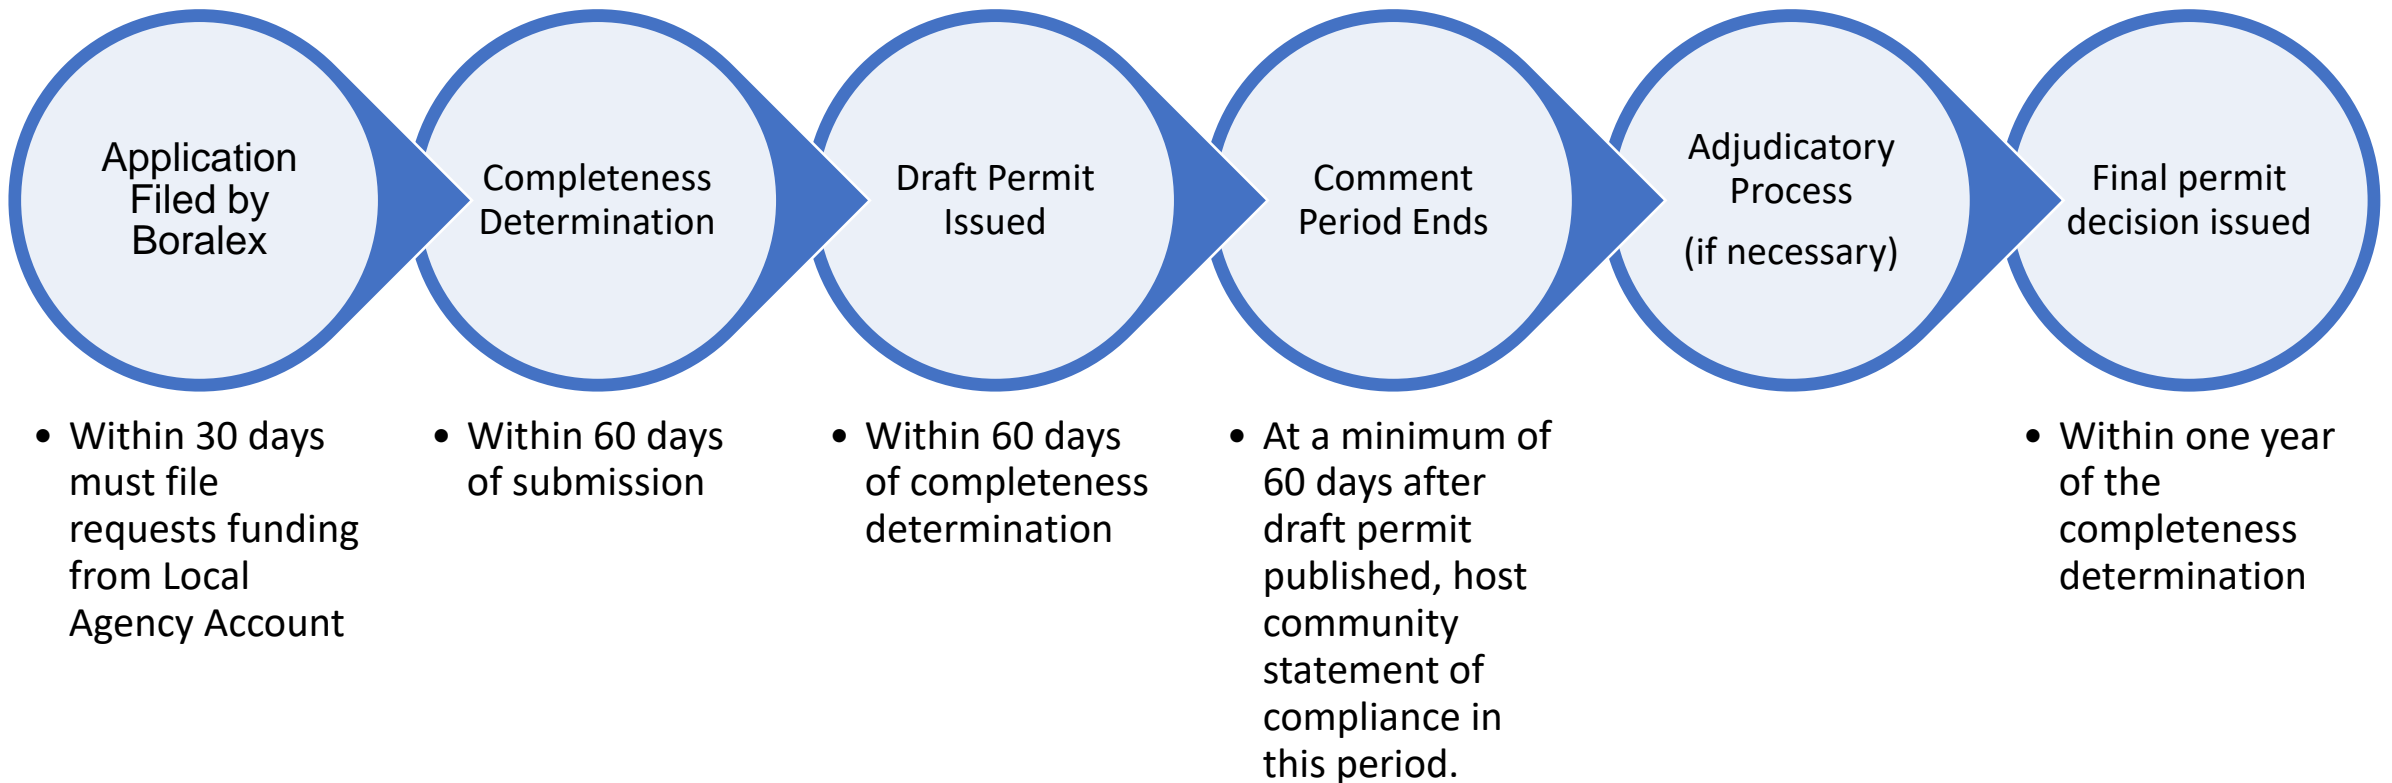 Application
Filed by
Boralex
Completeness
Determination
Draft Permit
Issued
Comment
Period Ends
Adjudicatory
Process
(if necessary)
Final permit
decision issued
• Within 30 days
must file
requests funding
from Local
Agency Account
• Within 60 days
of submission
• Within 60 days
of completeness
determination
• At a minimum of
60 days after
draft permit
published, host
community
statement of
compliance in
this period.
• Within one year
of the
completeness
determination